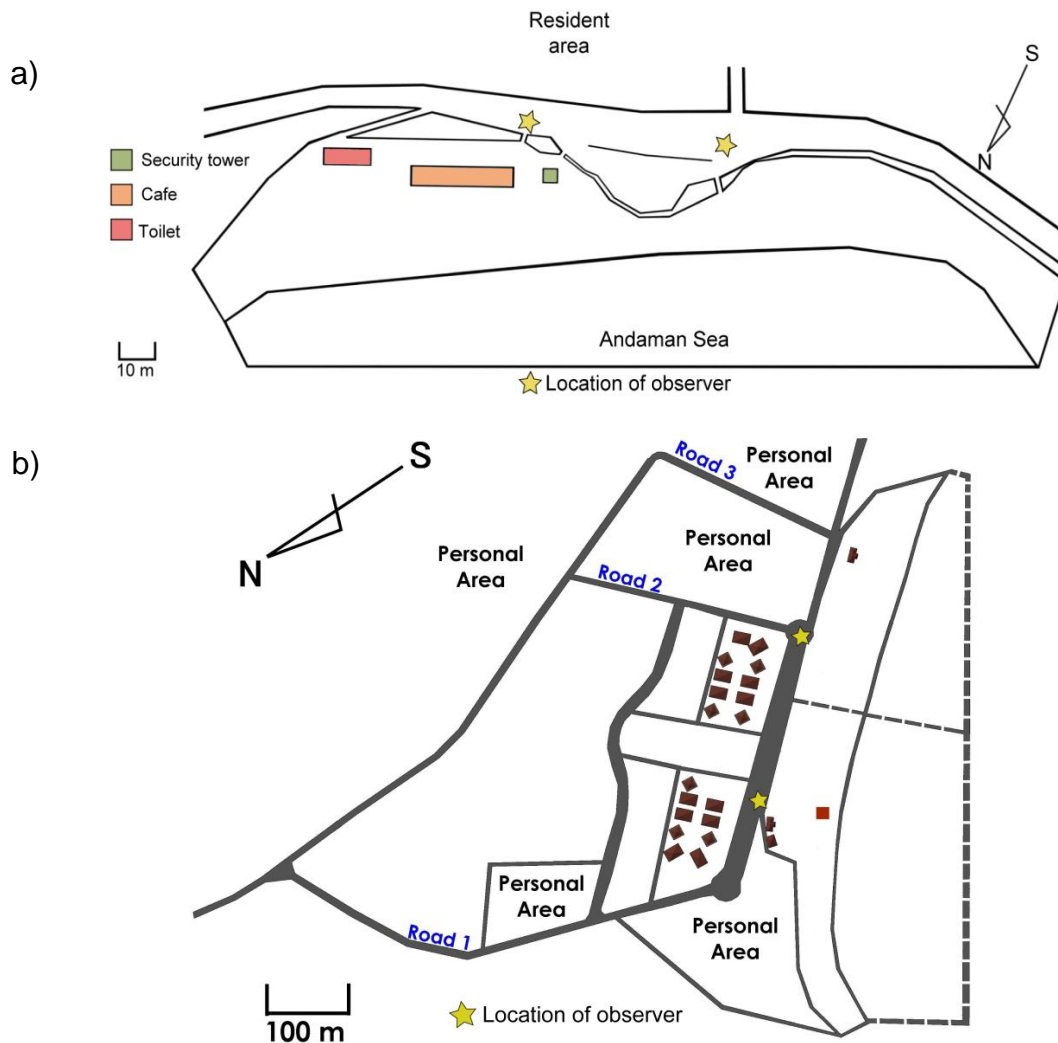 a)
Resident
area
S
N
Security tower
Cafe
Toilet
10 m
Andaman Sea
Location of observer
b)
S
N
Road 3
Personal
Area
Personal
Area
Personal
Area
Road 2
Personal
Area
Road 1
Personal
Area
100 m
Location of observer